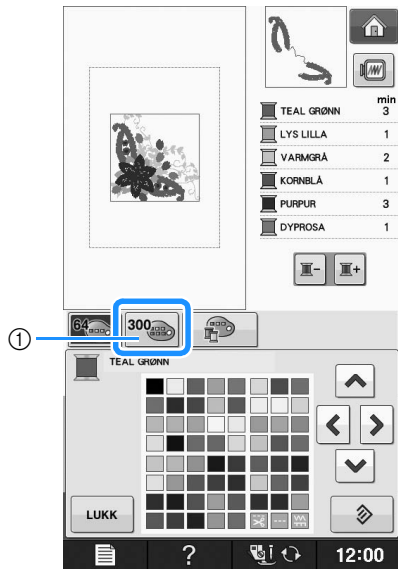 min
TEAL GRØNN 3
LYS LILLA 1
VARMGRÅ 2
KORNBLÅ 1
PURPUR 3
DYPROSA 1
- +
64 300
①
TEAL GRØNN
LUKK
? 12:00